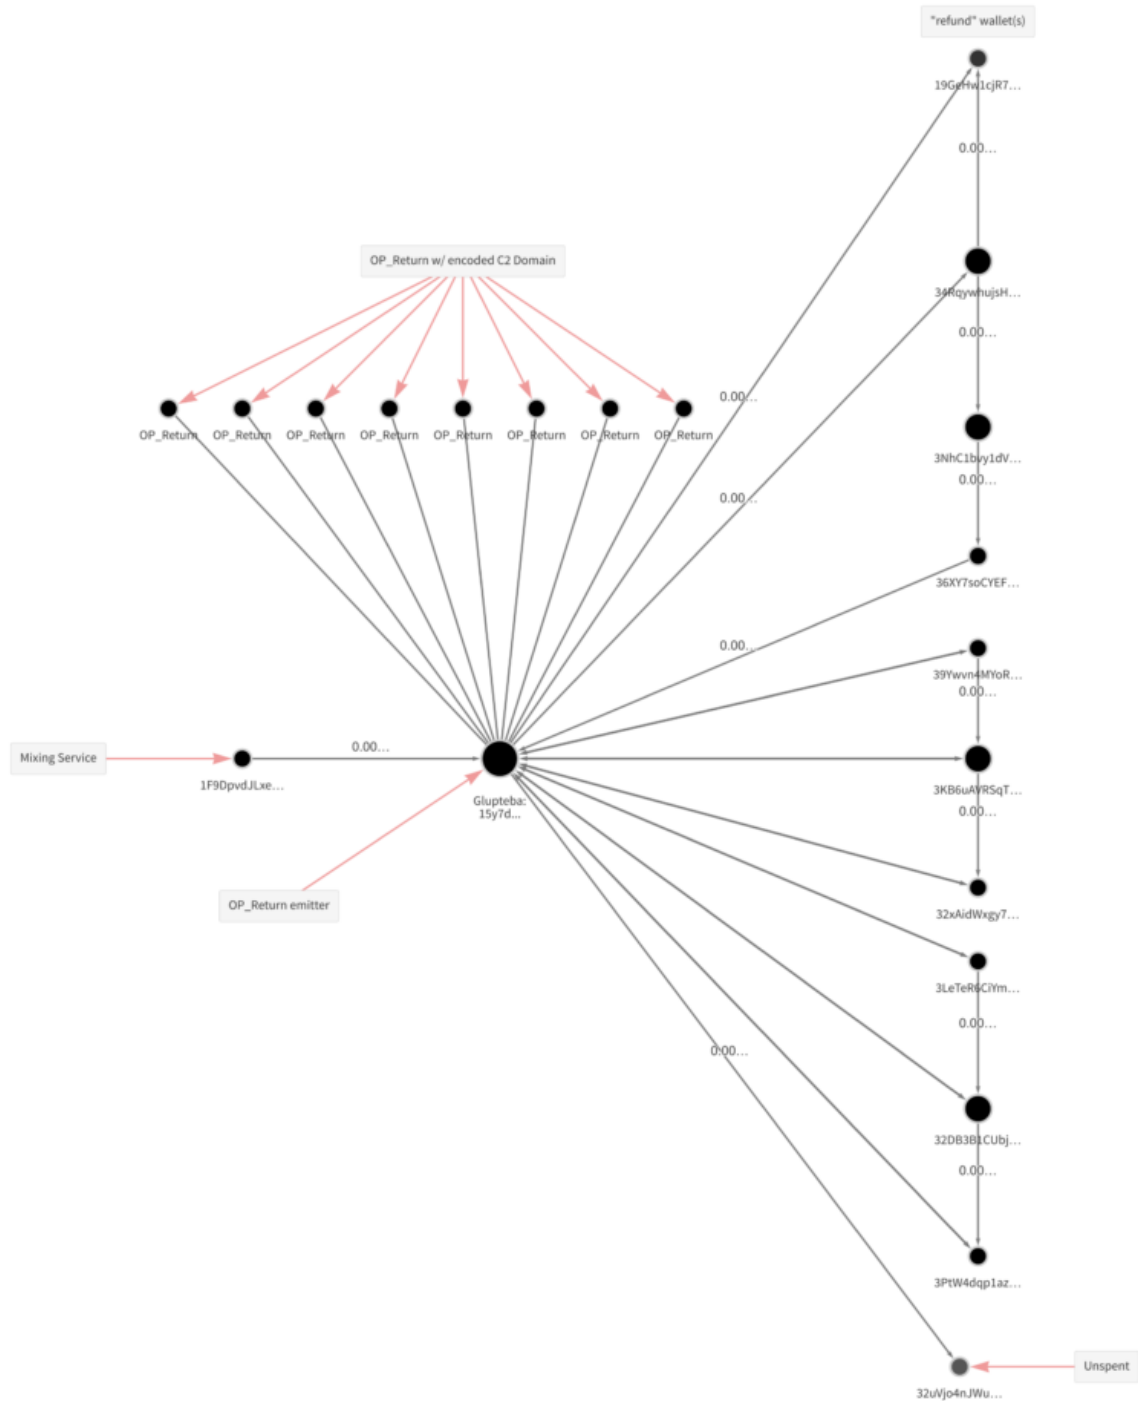 "refund" wallet(s)
19GeHw1cjR7...
0.00...
OP_Return w/ encoded C2 Domain
34RqywhujsH...
0.00...
0.00...
OP_Return OP_Return OP_Return OP_Return OP_Return OP_Return OP_Return OP_Return
3NhC1bvy1dV...
0.00...
0.00...
36XY7soCYEF...
0.00...
39Ywvn4MYoR...
0.00...
Mixing Service
0.00...
1F9DpvdJLxe...
3KB6uAVRSqT...
Glupteba:
15y7d...
0.00...
OP_Return emitter
32xAidWxgy7...
3LeTeR6CiYm...
0.00...
0.00...
32DB3B1CUbj...
0.00...
3PtW4dqp1az...
Unspent
32uVjo4nJWu...